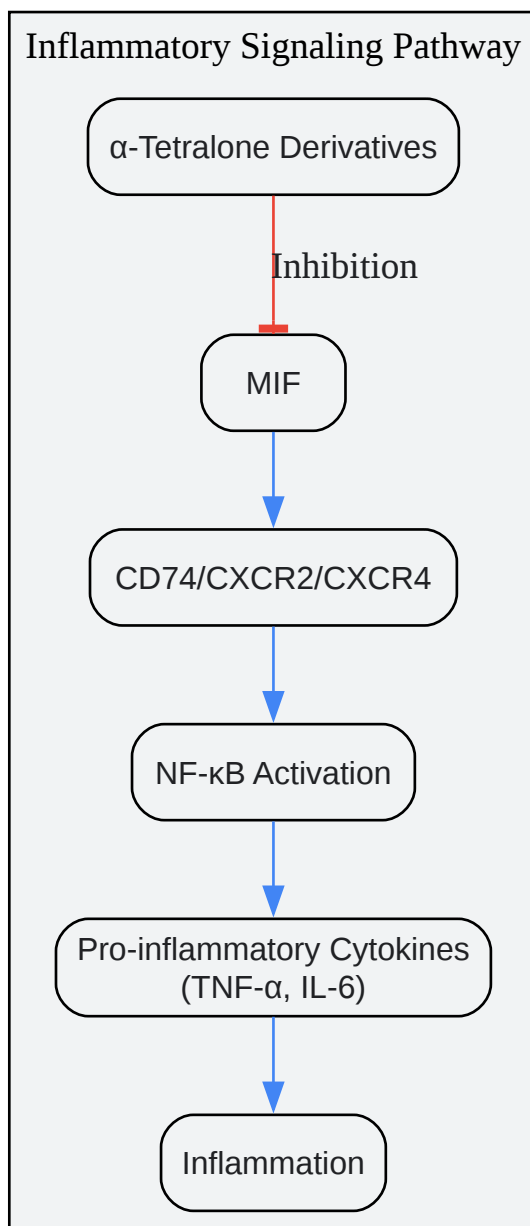 Inflammatory Signaling Pathway
α-Tetralone Derivatives
Inhibition
MIF
CD74/CXCR2/CXCR4
NF-κB Activation
Pro-inflammatory Cytokines
(TNF-α, IL-6)
Inflammation